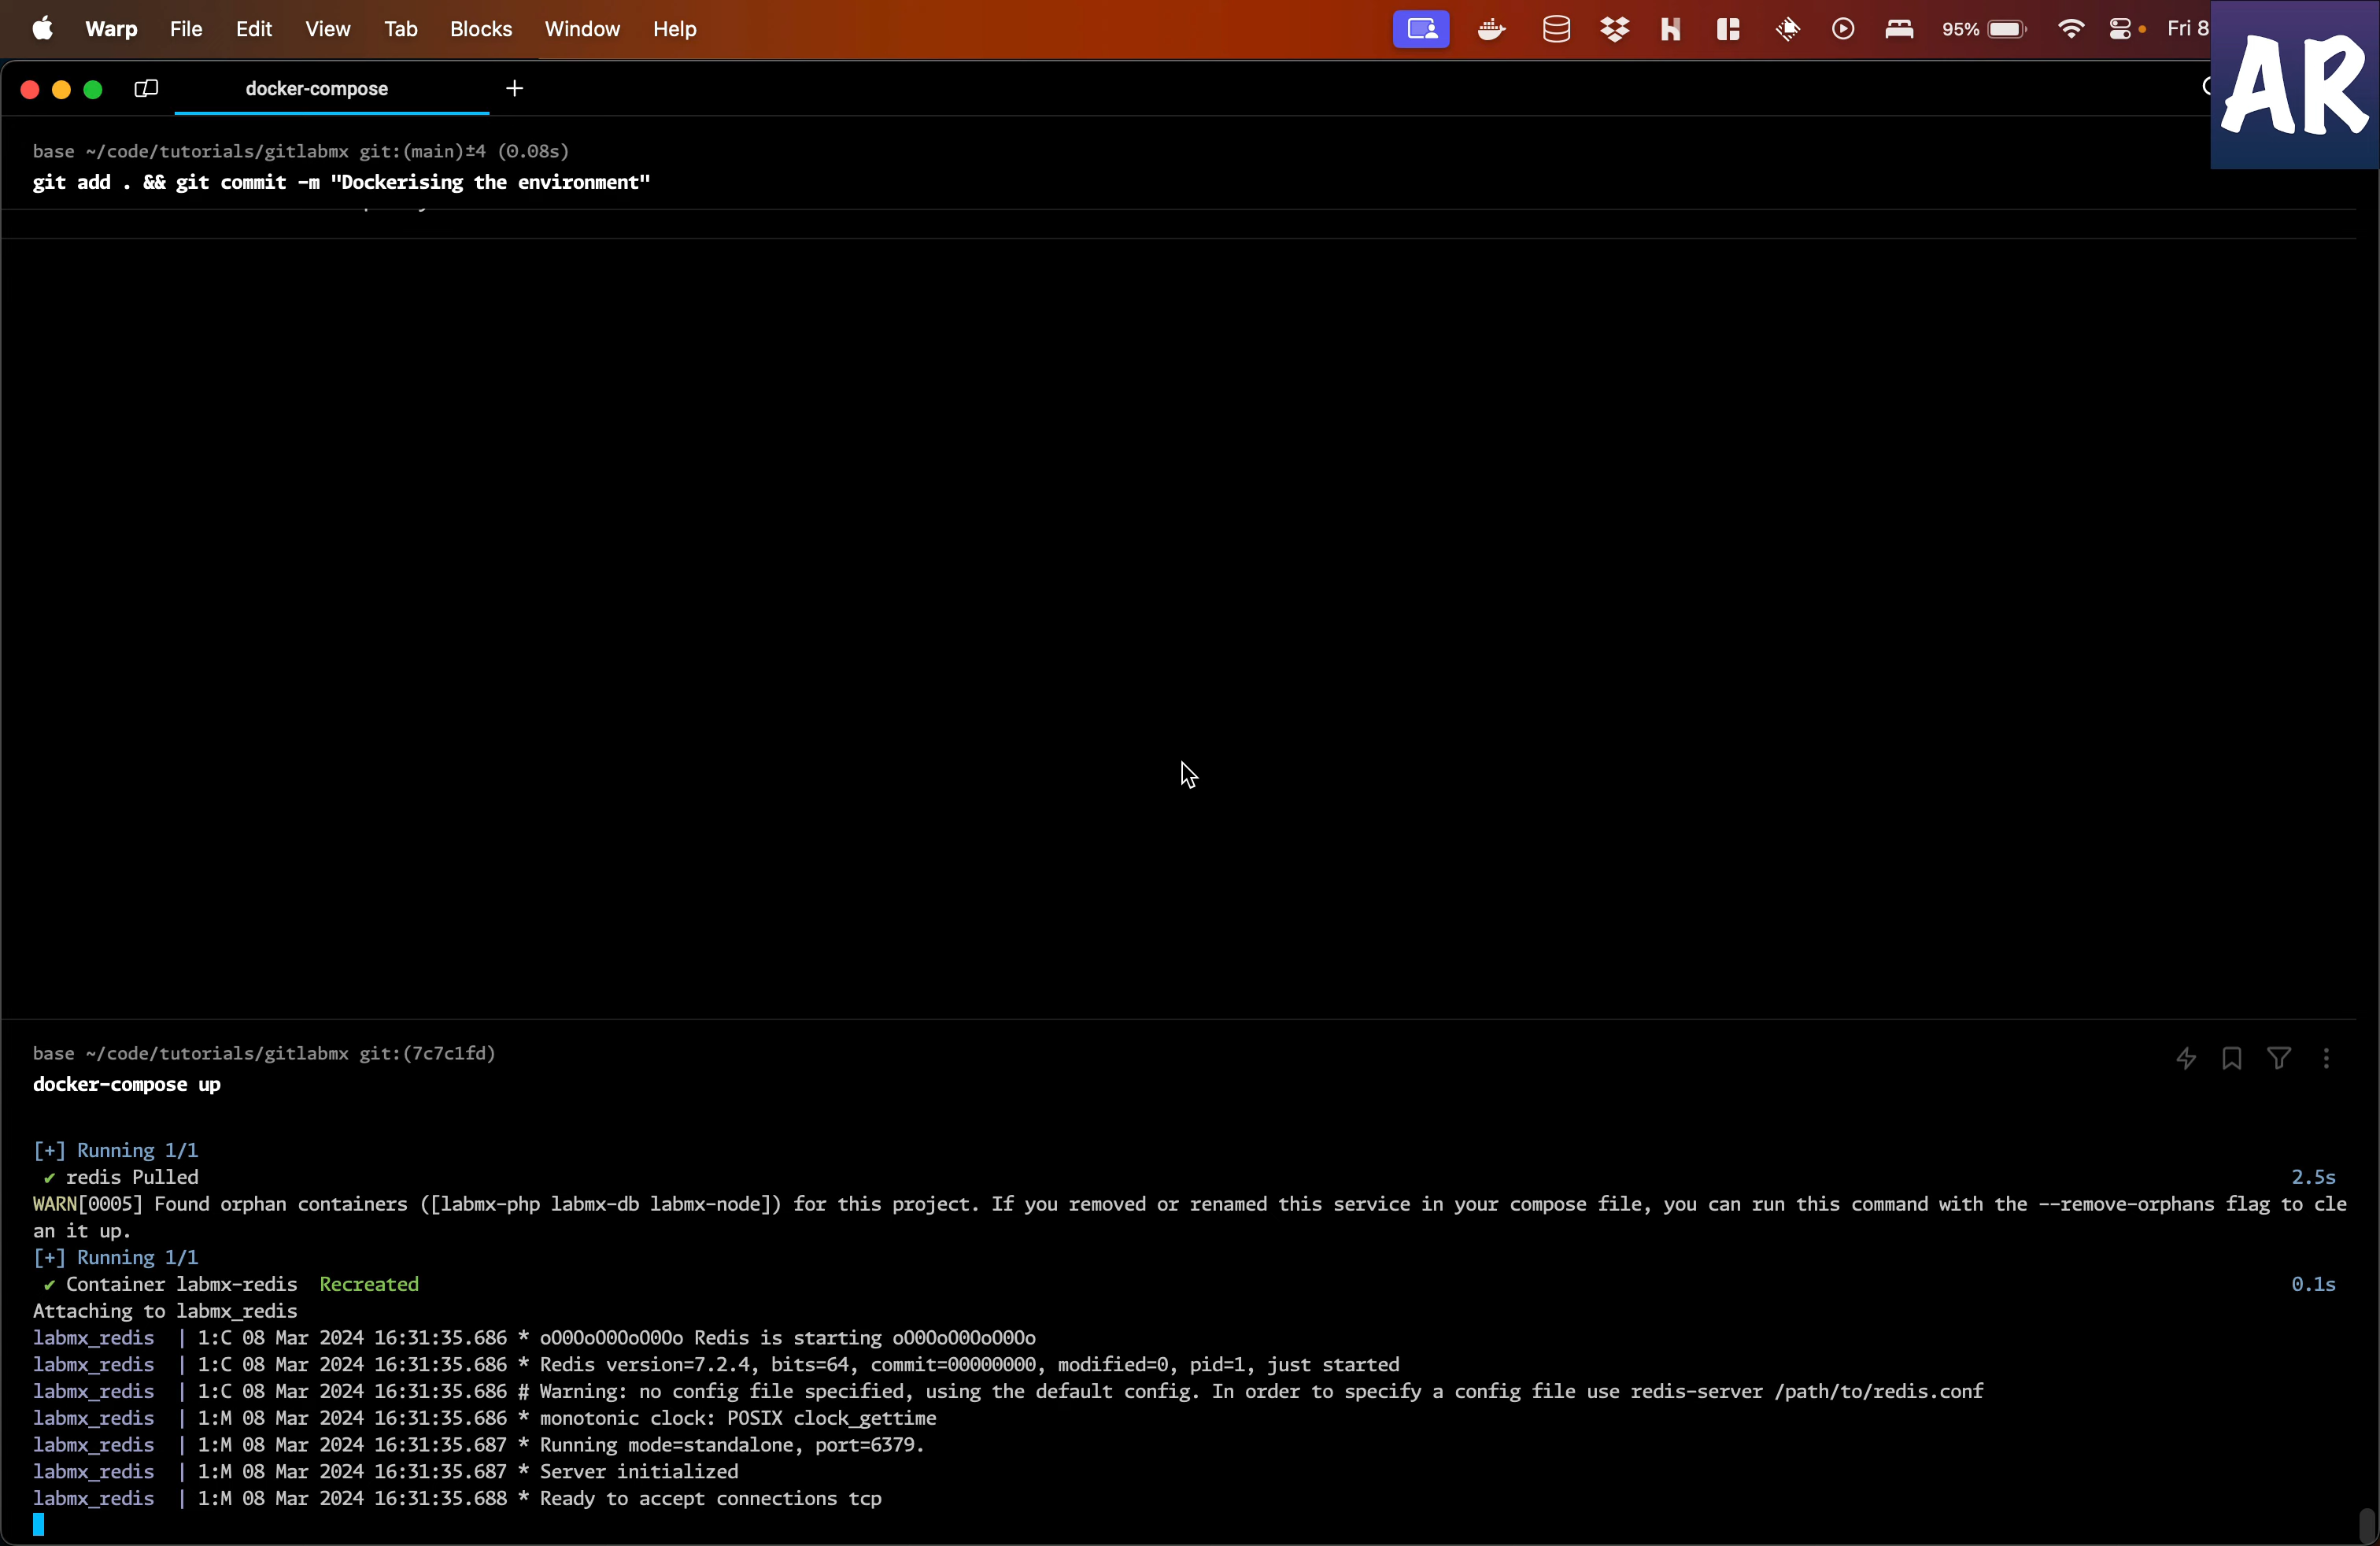 Warp File Edit View Tab Blocks Window Help 95% Fri 8
AR
docker-compose
base ~/code/tutorials/gitlabmx git:(main)±4 (0.08s)
git add . && git commit -m "Dockerising the environment"
base ~/code/tutorials/gitlabmx git:(7c7c1fd)
docker-compose up
[+] Running 1/1
✔ redis Pulled 2.5s
WARN[0005] Found orphan containers ([labmx-php labmx-db labmx-node]) for this project. If you removed or renamed this service in your compose file, you can run this command with the --remove-orphans flag to cle
an it up.
[+] Running 1/1
✔ Container labmx-redis Recreated 0.1s
Attaching to labmx_redis
labmx_redis | 1:C 08 Mar 2024 16:31:35.686 * oO0OoO0OoO0Oo Redis is starting oO0OoO0OoO0Oo
labmx_redis | 1:C 08 Mar 2024 16:31:35.686 * Redis version=7.2.4, bits=64, commit=00000000, modified=0, pid=1, just started
labmx_redis | 1:C 08 Mar 2024 16:31:35.686 # Warning: no config file specified, using the default config. In order to specify a config file use redis-server /path/to/redis.conf
labmx_redis | 1:M 08 Mar 2024 16:31:35.686 * monotonic clock: POSIX clock_gettime
labmx_redis | 1:M 08 Mar 2024 16:31:35.687 * Running mode=standalone, port=6379.
labmx_redis | 1:M 08 Mar 2024 16:31:35.687 * Server initialized
labmx_redis | 1:M 08 Mar 2024 16:31:35.688 * Ready to accept connections tcp